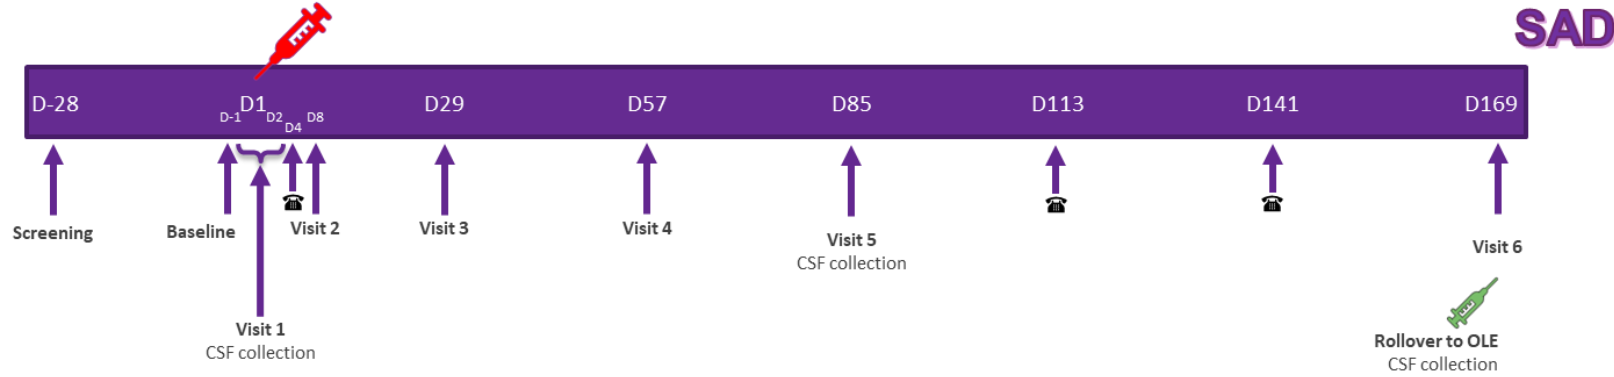 SAD
D-28
D-1
D1
D2
D4
D8
D29
D57
D85
D113
D141
D169
Screening
Baseline
Visit 1
CSF collection
Visit 2
Visit 3
Visit 4
Visit 5
CSF collection
Visit 6
Rollover to OLE
CSF collection